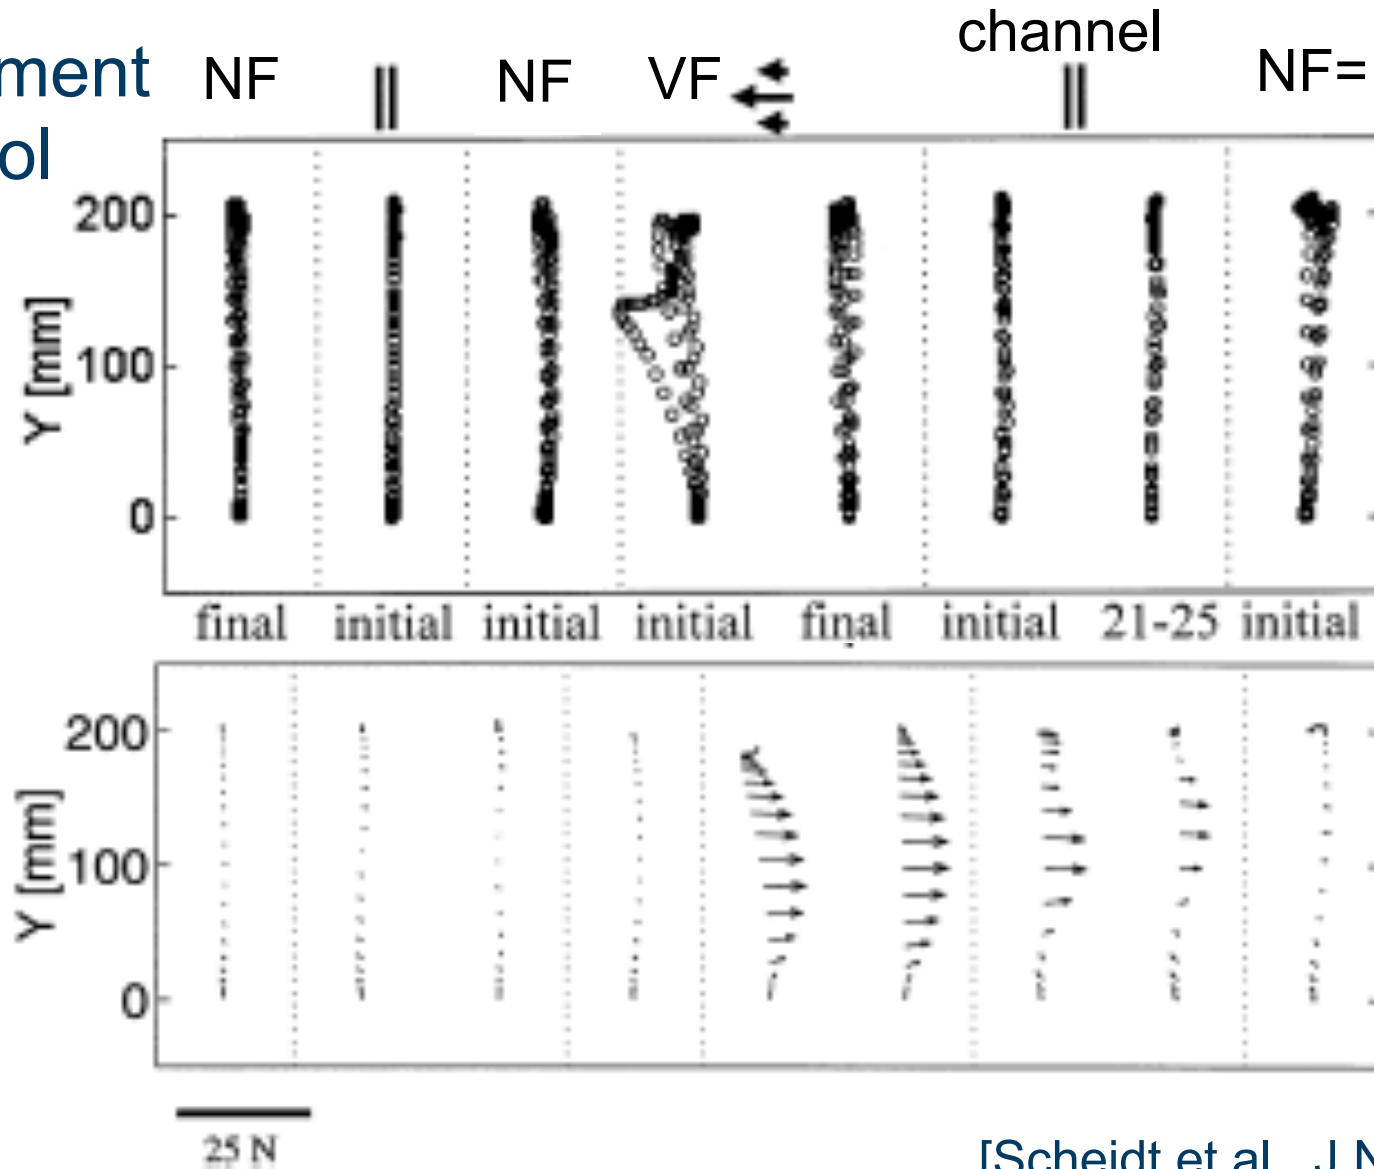 ment
ol
NF
||
NF
VF
channel
||
NF=
200
100
0
Y [mm]
final
initial
initial
initial
final
initial
21-25
initial
200
100
0
Y [mm]
25 N
[Scheidt et al., J N